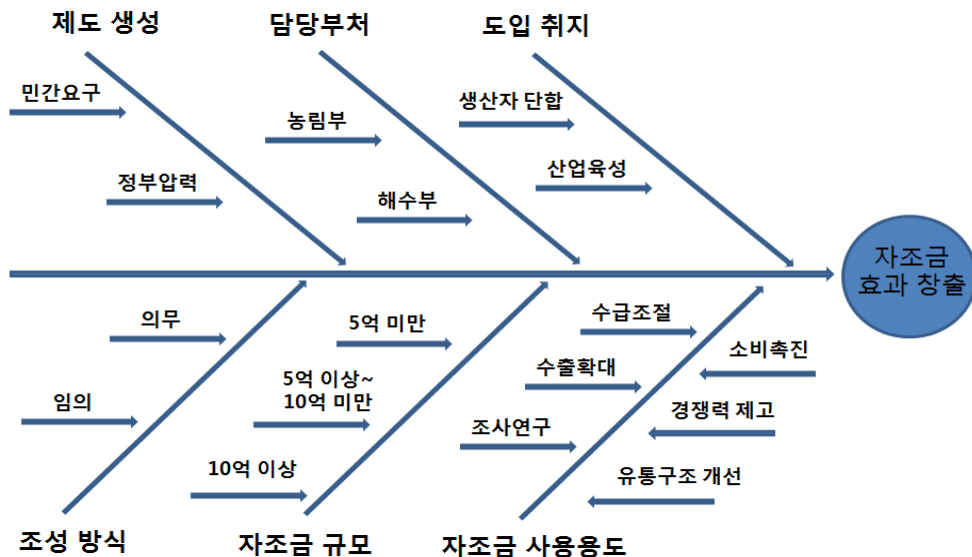 제도 생성
담당부처
도입 취지
민간요구
농림부
생산자 단합
정부압력
해수부
산업육성
자조금
효과 창출
의무
5억 미만
수급조절
소비촉진
임의
5억 이상~
10억 미만
수출확대
경쟁력 제고
10억 이상
조사연구
유통구조 개선
조성 방식
자조금 규모
자조금 사용용도